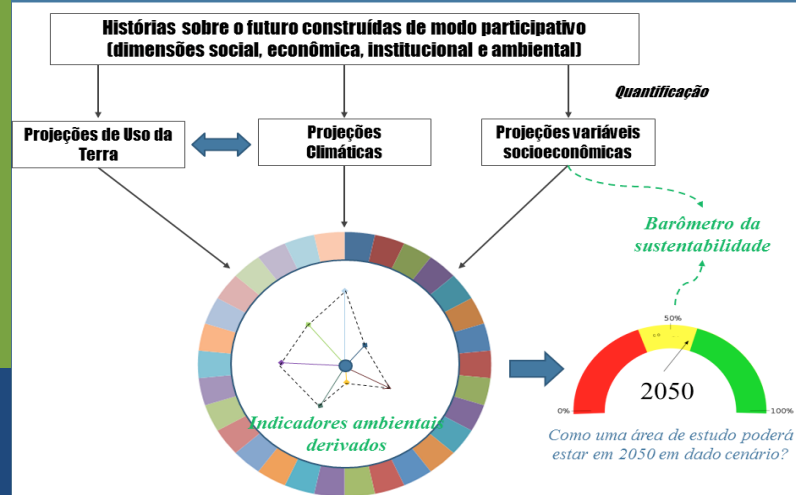 Histórias sobre o futuro construídas de modo participativo
(dimensões social, econômica, institucional e ambiental)
Quantificação
Projeções de Uso da
Terra
Projeções
Climáticas
Projeções variáveis
socioeconômicas
Barômetro da
sustentabilidade
50%
2050
0%
100%
Indicadores ambientais
derivados
Como uma área de estudo poderá
estar em 2050 em dado cenário?